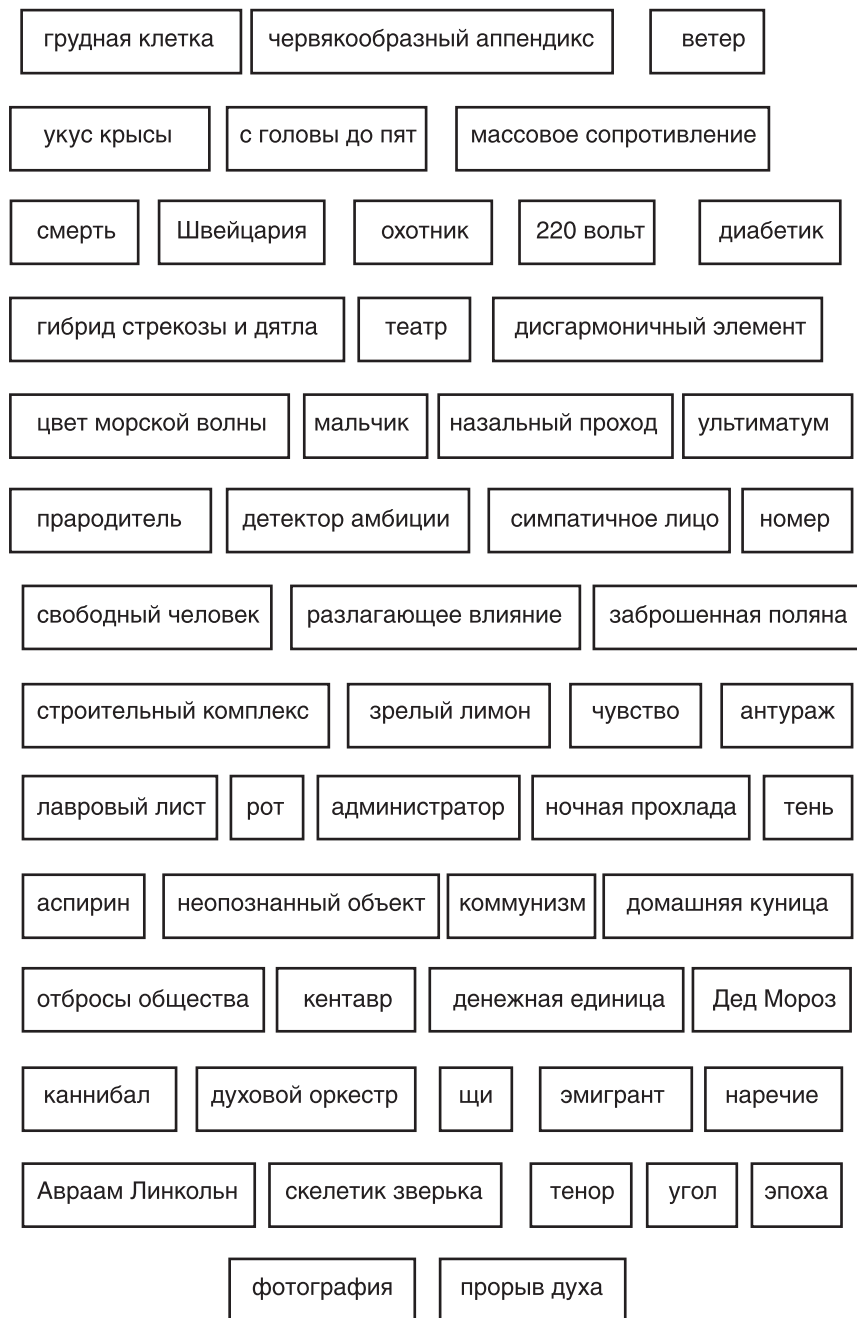 грудная клетка червякообразный аппендикс ветер
укус крысы с головы до пят массовое сопротивление
смерть Швейцария охотник 220 вольт диабетик
гибрид стрекозы и дятла театр дисгармоничный элемент
цвет морской волны мальчик назальный проход ультиматум
прародитель детектор амбиции симпатичное лицо номер
свободный человек разлагающее влияние заброшенная поляна
строительный комплекс зрелый лимон чувство антураж
лавровый лист рот администратор ночная прохлада тень
аспирин неопознанный объект коммунизм домашняя куница
отбросы общества кентавр денежная единица Дед Мороз
каннибал духовой оркестр щи эмигрант наречие
Авраам Линкольн скелетик зверька тенор угол эпоха
фотография прорыв духа